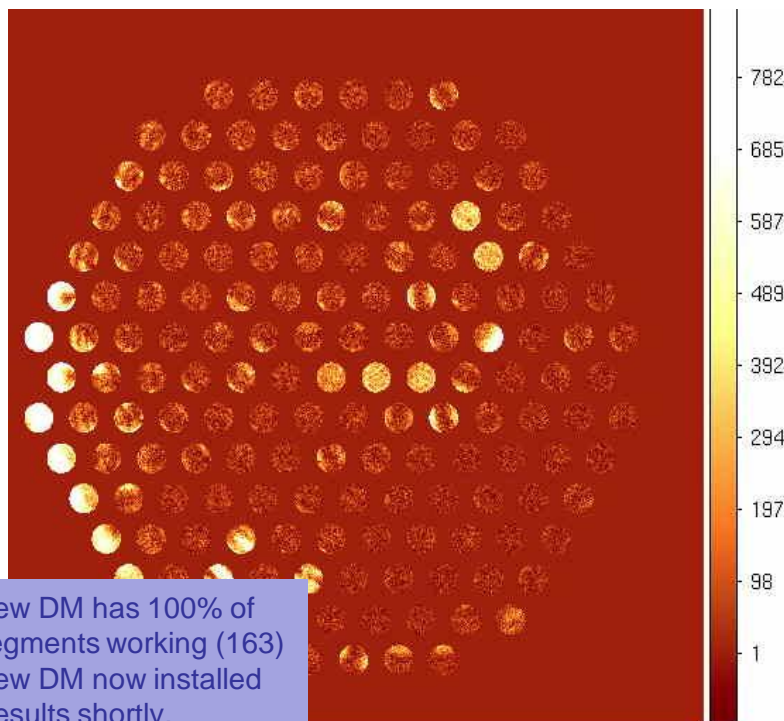 782
685
587
489
392
294
197
98
1
ew DM has 100% of
egments working (163)
ew DM now installed
esults shortly.